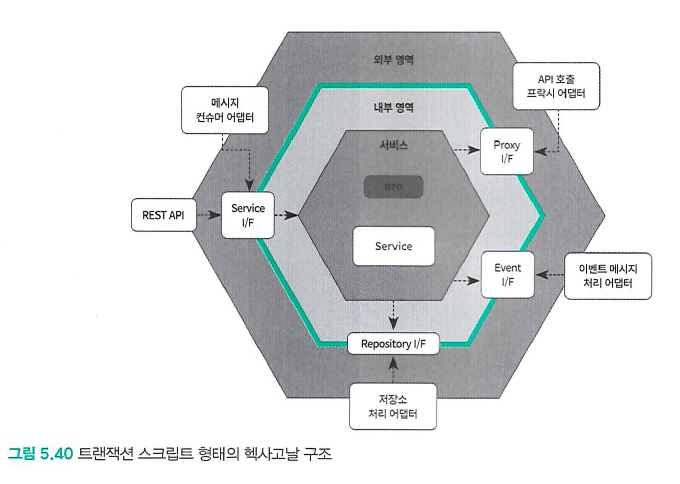 외부 영역
API 호출
프락시 어댑터
메시지
컨슈머 어댑터
내부 영역
서비스
Proxy
I/F
DTO
REST API
Service
I/F
Service
Event
I/F
이벤트 메시지
처리 어댑터
Repository I/F
저장소
처리 어댑터
그림 5.40 트랜잭션 스크립트 형태의 헥사고날 구조